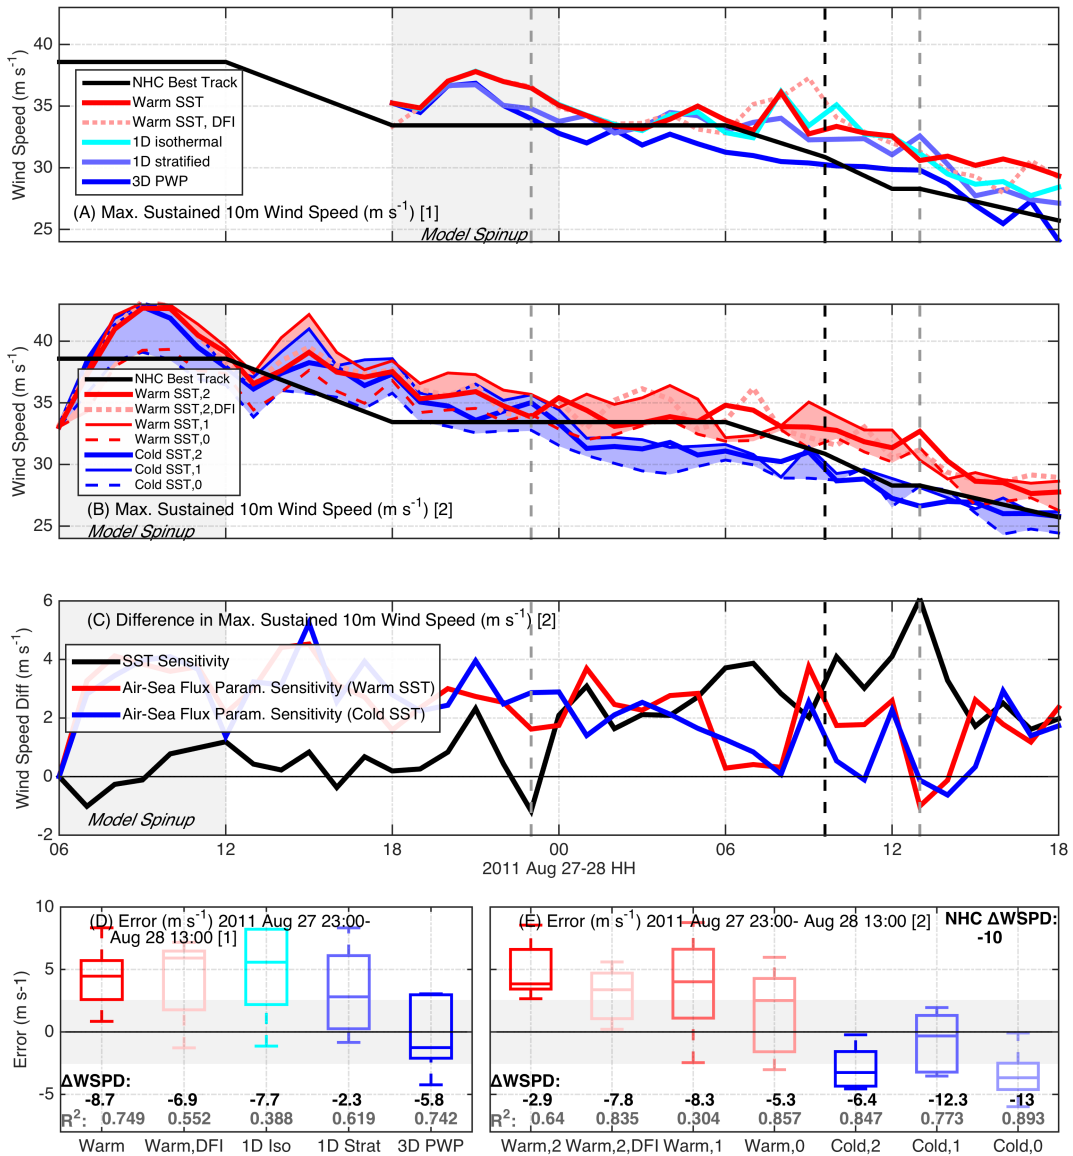 Wind Speed (m s-1)
40
35
30
25
NHC Best Track
Warm SST
Warm SST, DFI
1D isothermal
1D stratified
3D PWP
(A) Max. Sustained 10m Wind Speed (m s-1) [1]
Model Spinup
Wind Speed (m s-1)
40
35
30
25
NHC Best Track
Warm SST,2
Warm SST,2,DFI
Warm SST,1
Warm SST,0
Cold SST,2
Cold SST,1
Cold SST,0
(B) Max. Sustained 10m Wind Speed (m s-1) [2]
Model Spinup
Wind Speed Diff (m s-1)
6
4
2
0
-2
(C) Difference in Max. Sustained 10m Wind Speed (m s-1) [2]
SST Sensitivity
Air-Sea Flux Param. Sensitivity (Warm SST)
Air-Sea Flux Param. Sensitivity (Cold SST)
Model Spinup
06 12 18 00 06 12 18
2011 Aug 27-28 HH
Error (m s-1)
10
5
0
-5
(D) Error (m s-1) 2011 Aug 27 23:00-
Aug 28 13:00 [1]
ΔWSPD:
-8.7 -6.9 -7.7 -2.3 -5.8
R2: 0.749 0.552 0.388 0.619 0.742
Warm Warm,DFI 1D Iso 1D Strat 3D PWP
(E) Error (m s-1) 2011 Aug 27 23:00- Aug 28 13:00 [2]
NHC ΔWSPD:
-10
ΔWSPD:
-2.9 -7.8 -8.3 -5.3 -6.4 -12.3 -13
R2: 0.64 0.835 0.304 0.857 0.847 0.773 0.893
Warm,2 Warm,2,DFI Warm,1 Warm,0 Cold,2 Cold,1 Cold,0